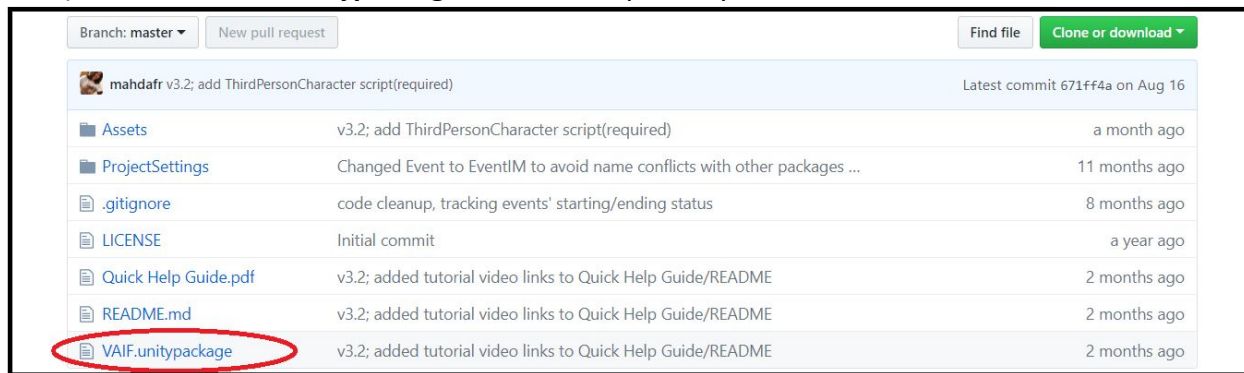 Branch: master New pull request Find file Clone or download
mahdafr v3.2; add ThirdPersonCharacter script(required) Latest commit 671ff4a on Aug 16
Assets v3.2; add ThirdPersonCharacter script(required) a month ago
ProjectSettings Changed Event to EventIM to avoid name conflicts with other packages ... 11 months ago
.gitignore code cleanup, tracking events' starting/ending status 8 months ago
LICENSE Initial commit a year ago
Quick Help Guide.pdf v3.2; added tutorial video links to Quick Help Guide/README 2 months ago
README.md v3.2; added tutorial video links to Quick Help Guide/README 2 months ago
VAIF.unitypackage v3.2; added tutorial video links to Quick Help Guide/README 2 months ago